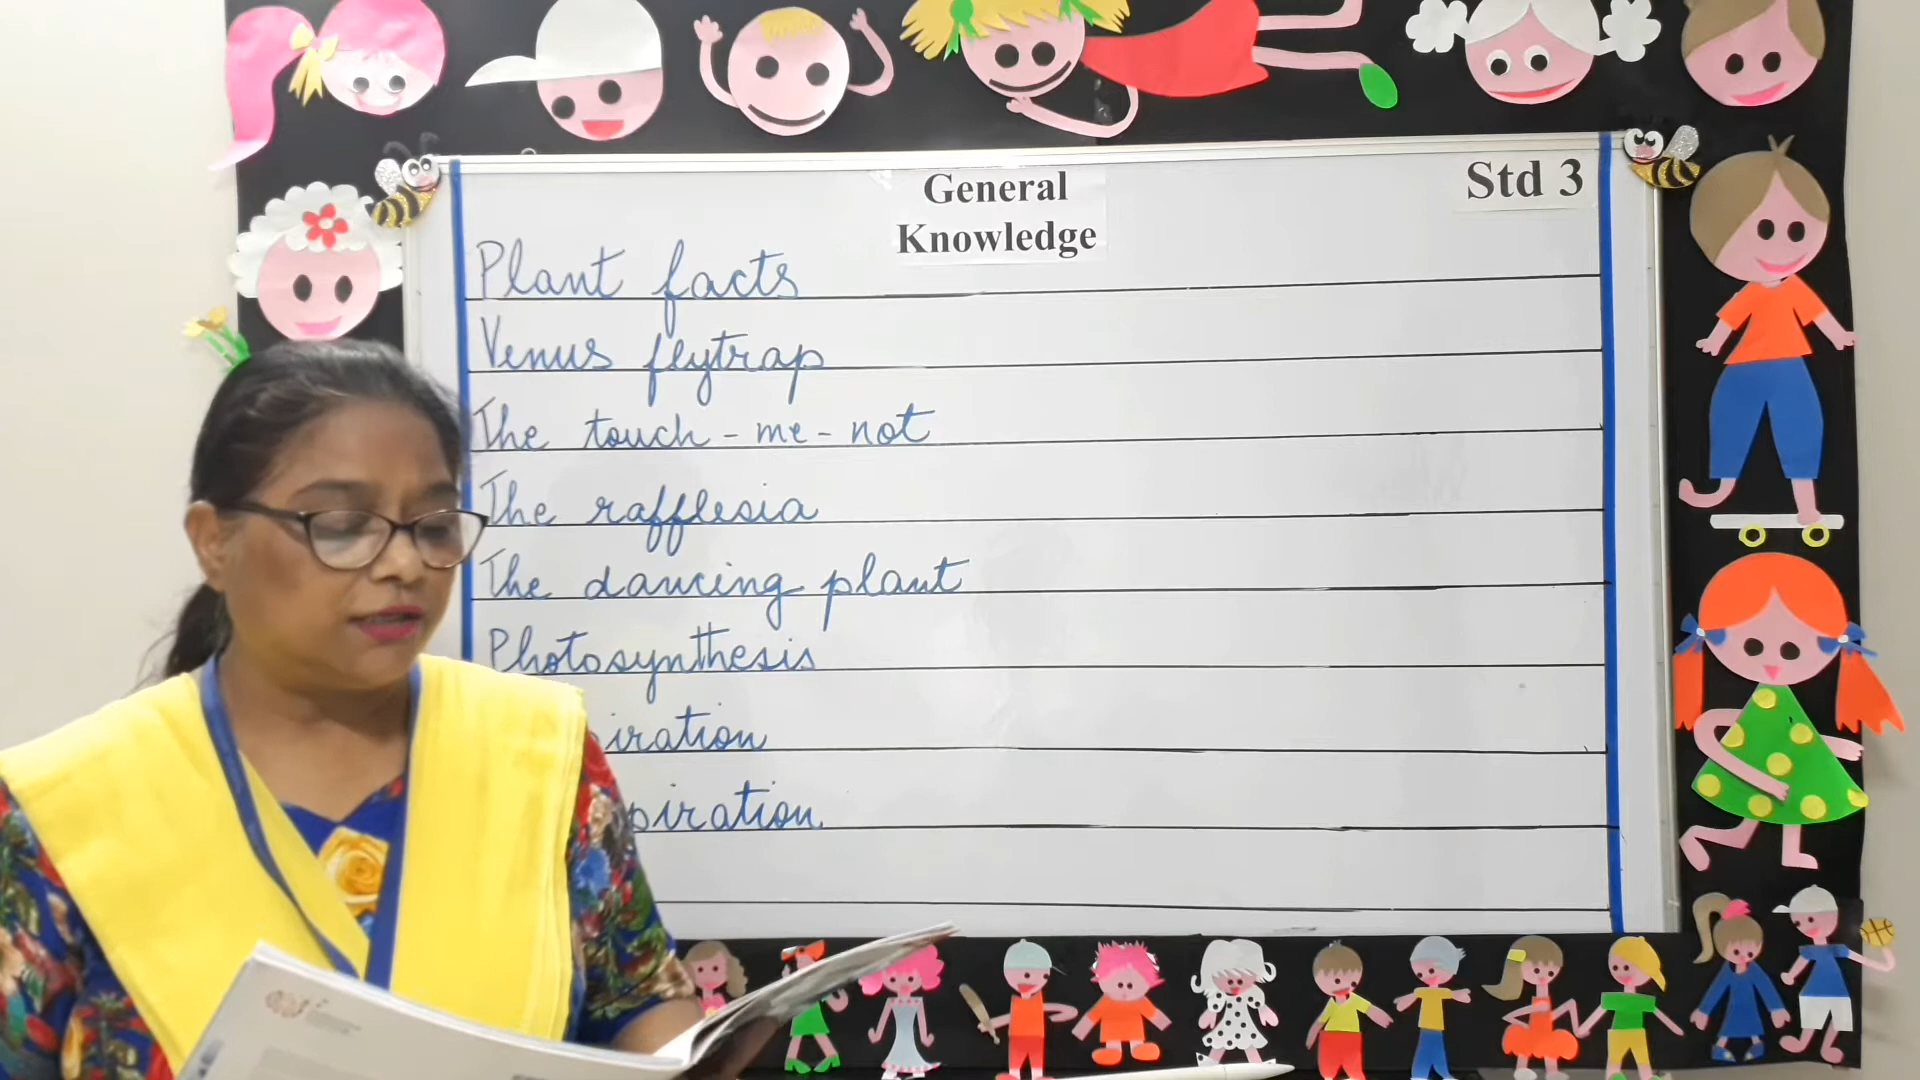 General
Knowledge
Std 3
Plant facts
Venus flytrap
The touch-me-not
The rafflesia
The dancing plant
Photosynthesis
iration
piration.